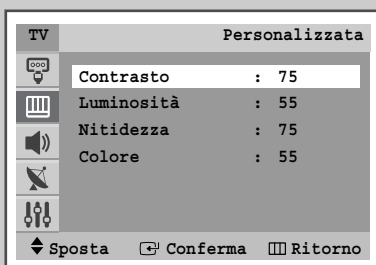 TV Personalizzata
Contrasto : 75
Luminosità : 55
Nitidezza : 75
Colore : 55
Sposta Conferma Ritorno